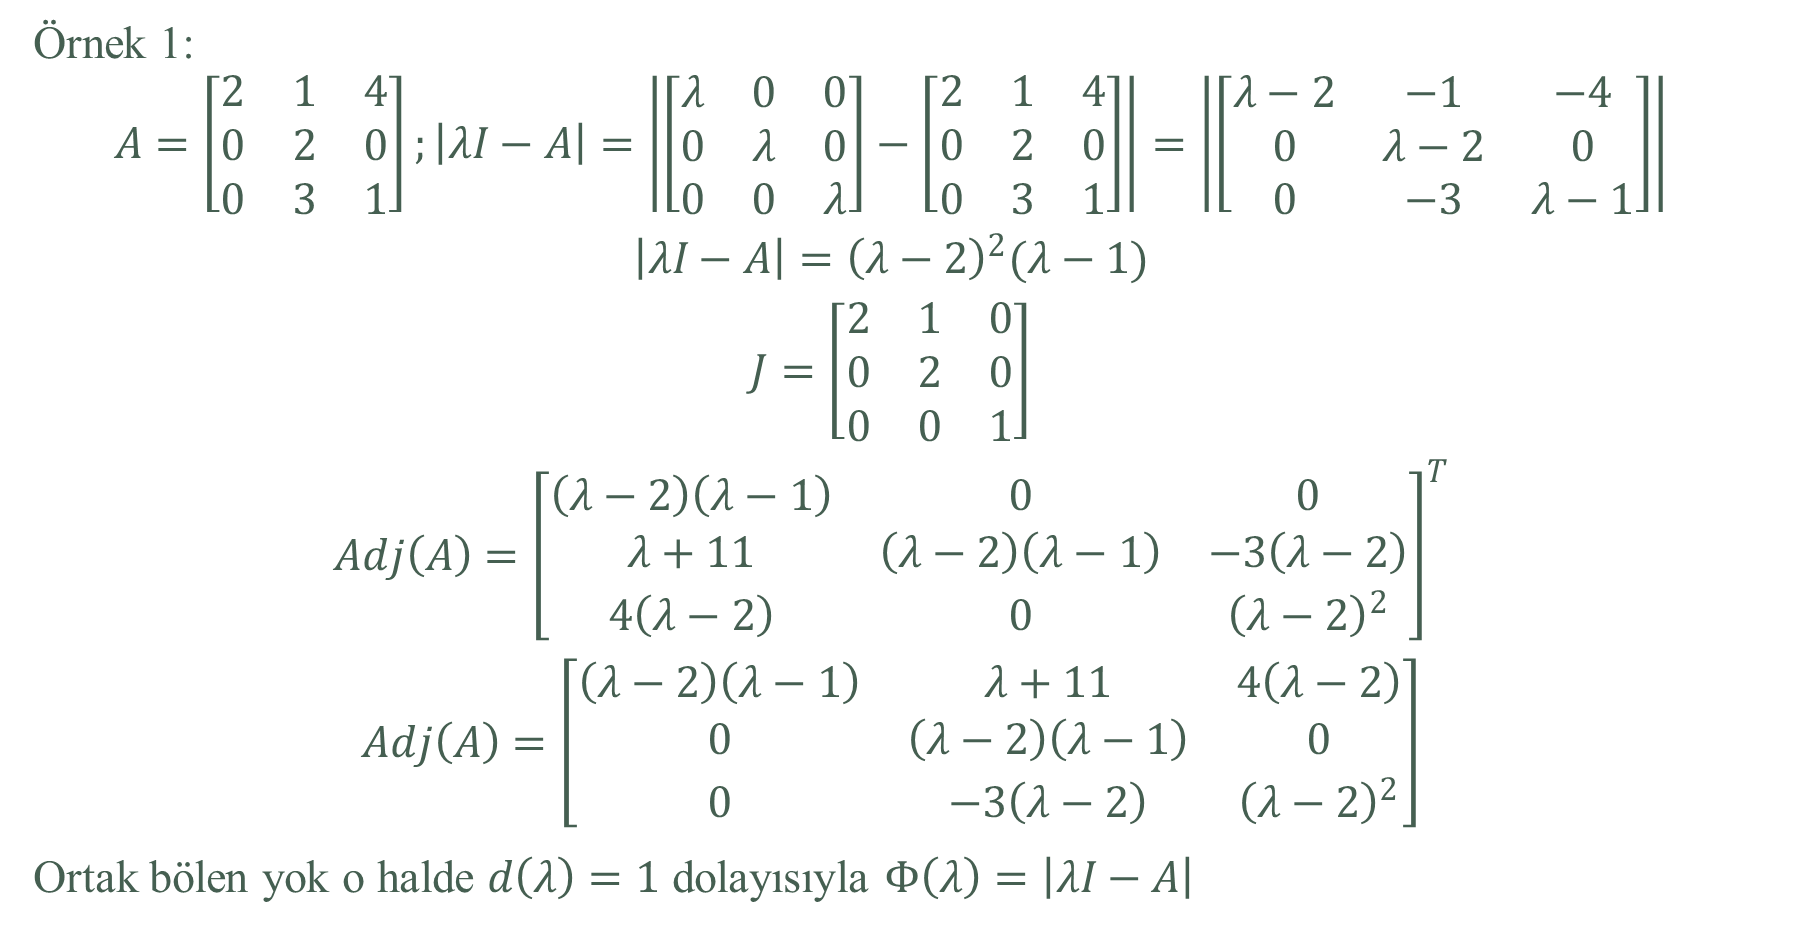 Örnek 1:
A = [2 1 4; 0 2 0; 0 3 1] ; |λI − A| = |[λ 0 0; 0 λ 0; 0 0 λ] − [2 1 4; 0 2 0; 0 3 1]| = |[λ − 2 −1 −4; 0 λ − 2 0; 0 −3 λ − 1]|
|λI − A| = (λ − 2)²(λ − 1)
J = [2 1 0; 0 2 0; 0 0 1]
Adj(A) = [(λ − 2)(λ − 1) 0 0; λ + 11 (λ − 2)(λ − 1) −3(λ − 2); 4(λ − 2) 0 (λ − 2)²]ᵀ
Adj(A) = [(λ − 2)(λ − 1) λ + 11 4(λ − 2); 0 (λ − 2)(λ − 1) 0; 0 −3(λ − 2) (λ − 2)²]
Ortak bölen yok o halde d(λ) = 1 dolayısıyla Φ(λ) = |λI − A|